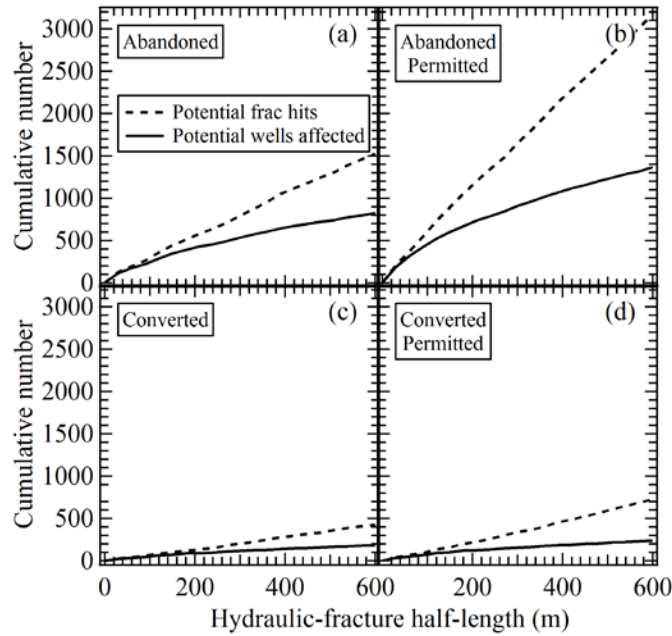 Abandoned
(a)
Abandoned
Permitted
(b)
Potential frac hits
Potential wells affected
3000
2500
2000
1500
1000
500
0
Cumulative number
Converted
(c)
Converted
Permitted
(d)
3000
2500
2000
1500
1000
500
0
Cumulative number
0 200 400 600 200 400 600
Hydraulic-fracture half-length (m)